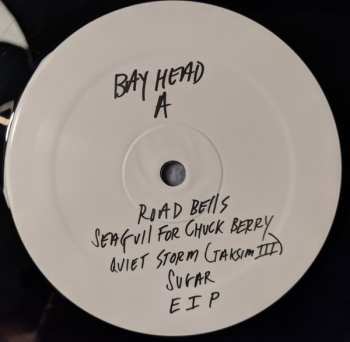 BAY HEAD
A
ROAD BELLS
SEAGULL FOR CHUCK BERRY
QUIET STORM (TAKSIM III)
SUGAR
E I P